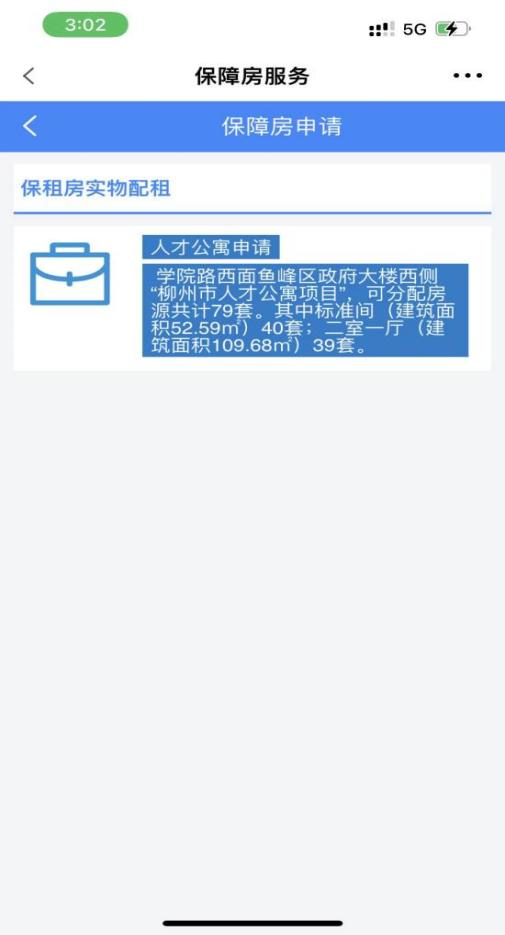 3:02
5G
保障房服务
保障房申请
保租房实物配租
人才公寓申请
学院路西面鱼峰区政府大楼西侧
“柳州市人才公寓项目”，可分配房
源共计79套。其中标准间（建筑面
积52.59㎡）40套；二室一厅（建
筑面积109.68㎡）39套。